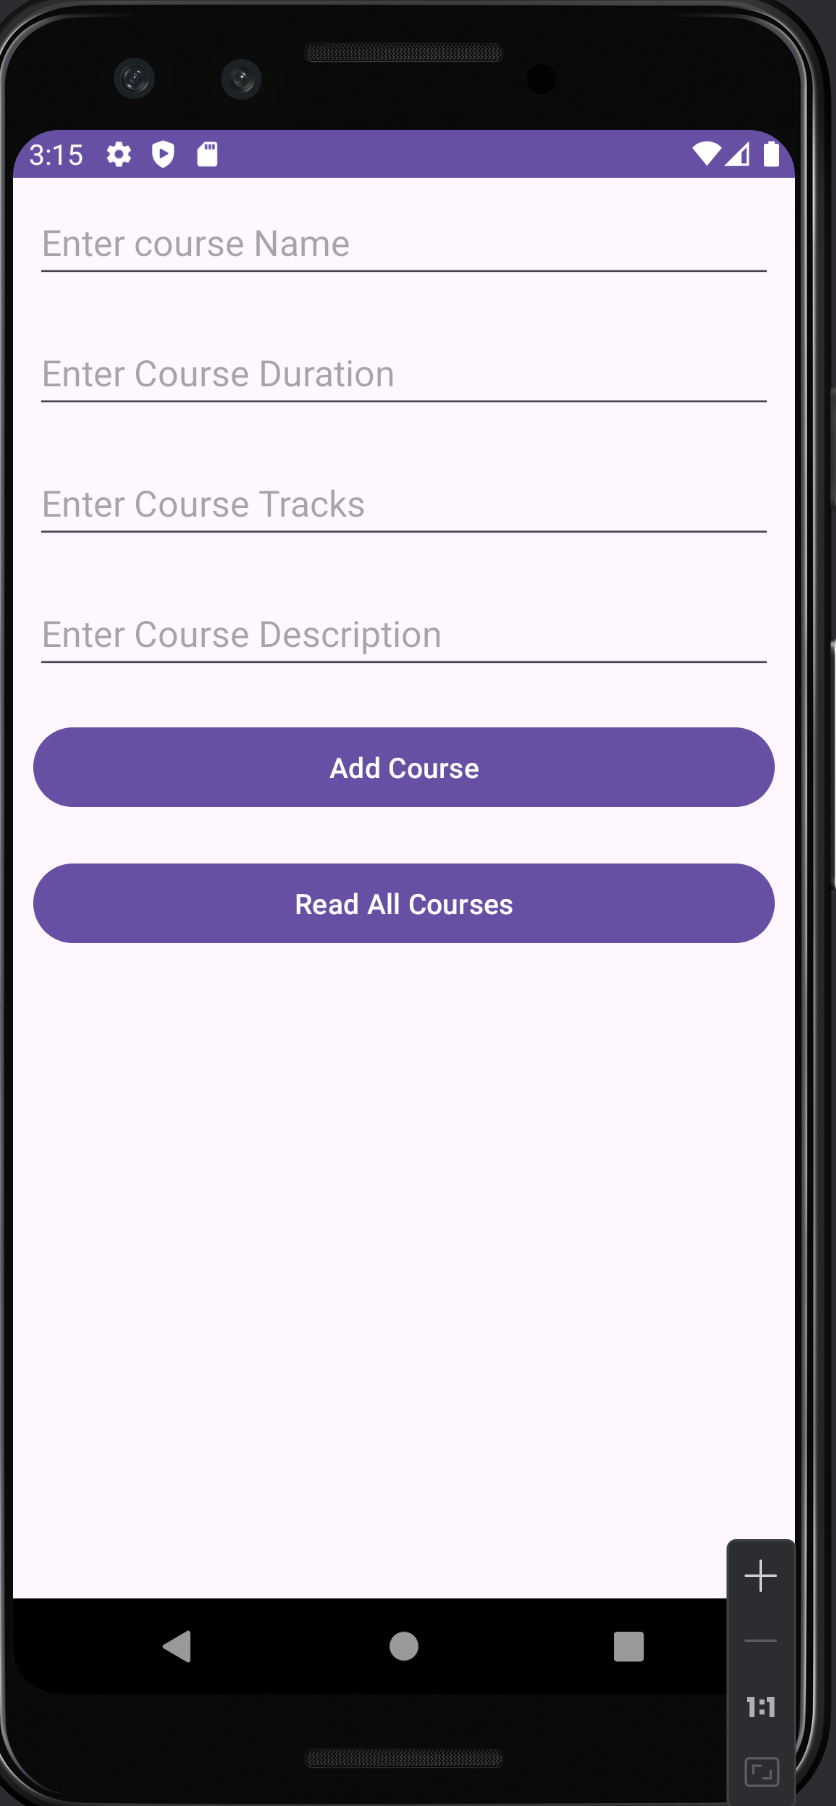 3:15
Enter course Name
Enter Course Duration
Enter Course Tracks
Enter Course Description
Add Course
Read All Courses
1:1